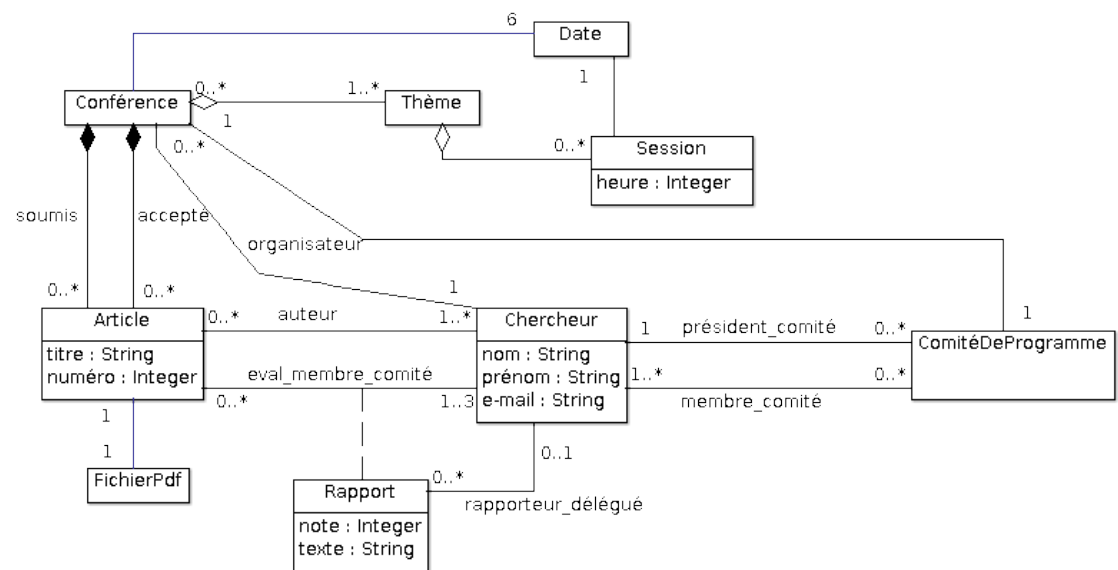 6
Date
1
0..*
1..*
Conférence
Thème
1
0..*
0..*
Session
heure : Integer
soumis
accepté
organisateur
0..*
0..*
1
1
Article
0..*
auteur
1..*
Chercheur
1
président_comité
0..*
ComitéDeProgramme
titre : String
numéro : Integer
nom : String
prénom : String
e-mail : String
eval_membre_comité
1..*
0..*
0..*
1..3
membre_comité
1
1
0..1
FichierPdf
0..*
Rapport
rapporteur_délégué
note : Integer
texte : String